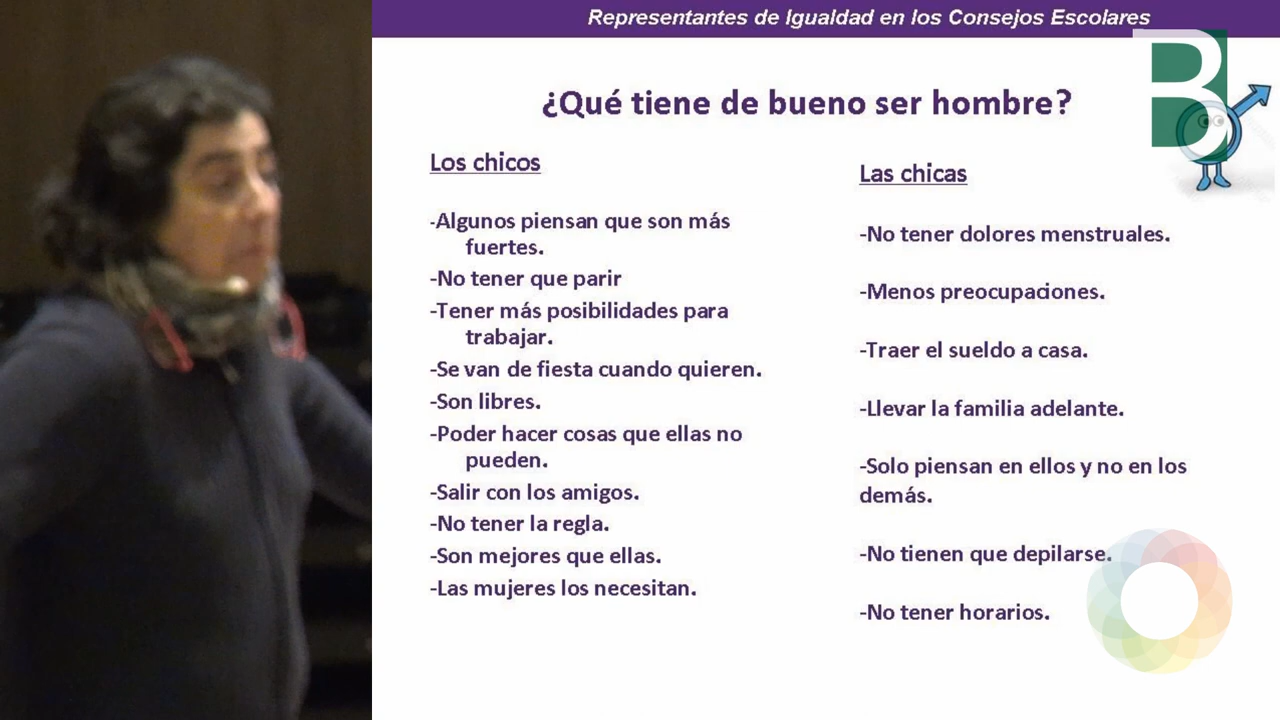 Representantes de Igualdad en los Consejos Escolares
B
¿Qué tiene de bueno ser hombre?
Los chicos
-Algunos piensan que son más
fuertes.
-No tener que parir
-Tener más posibilidades para
trabajar.
-Se van de fiesta cuando quieren.
-Son libres.
-Poder hacer cosas que ellas no
pueden.
-Salir con los amigos.
-No tener la regla.
-Son mejores que ellas.
-Las mujeres los necesitan.
Las chicas
-No tener dolores menstruales.
-Menos preocupaciones.
-Traer el sueldo a casa.
-Llevar la familia adelante.
-Solo piensan en ellos y no en los
demás.
-No tienen que depilarse.
-No tener horarios.